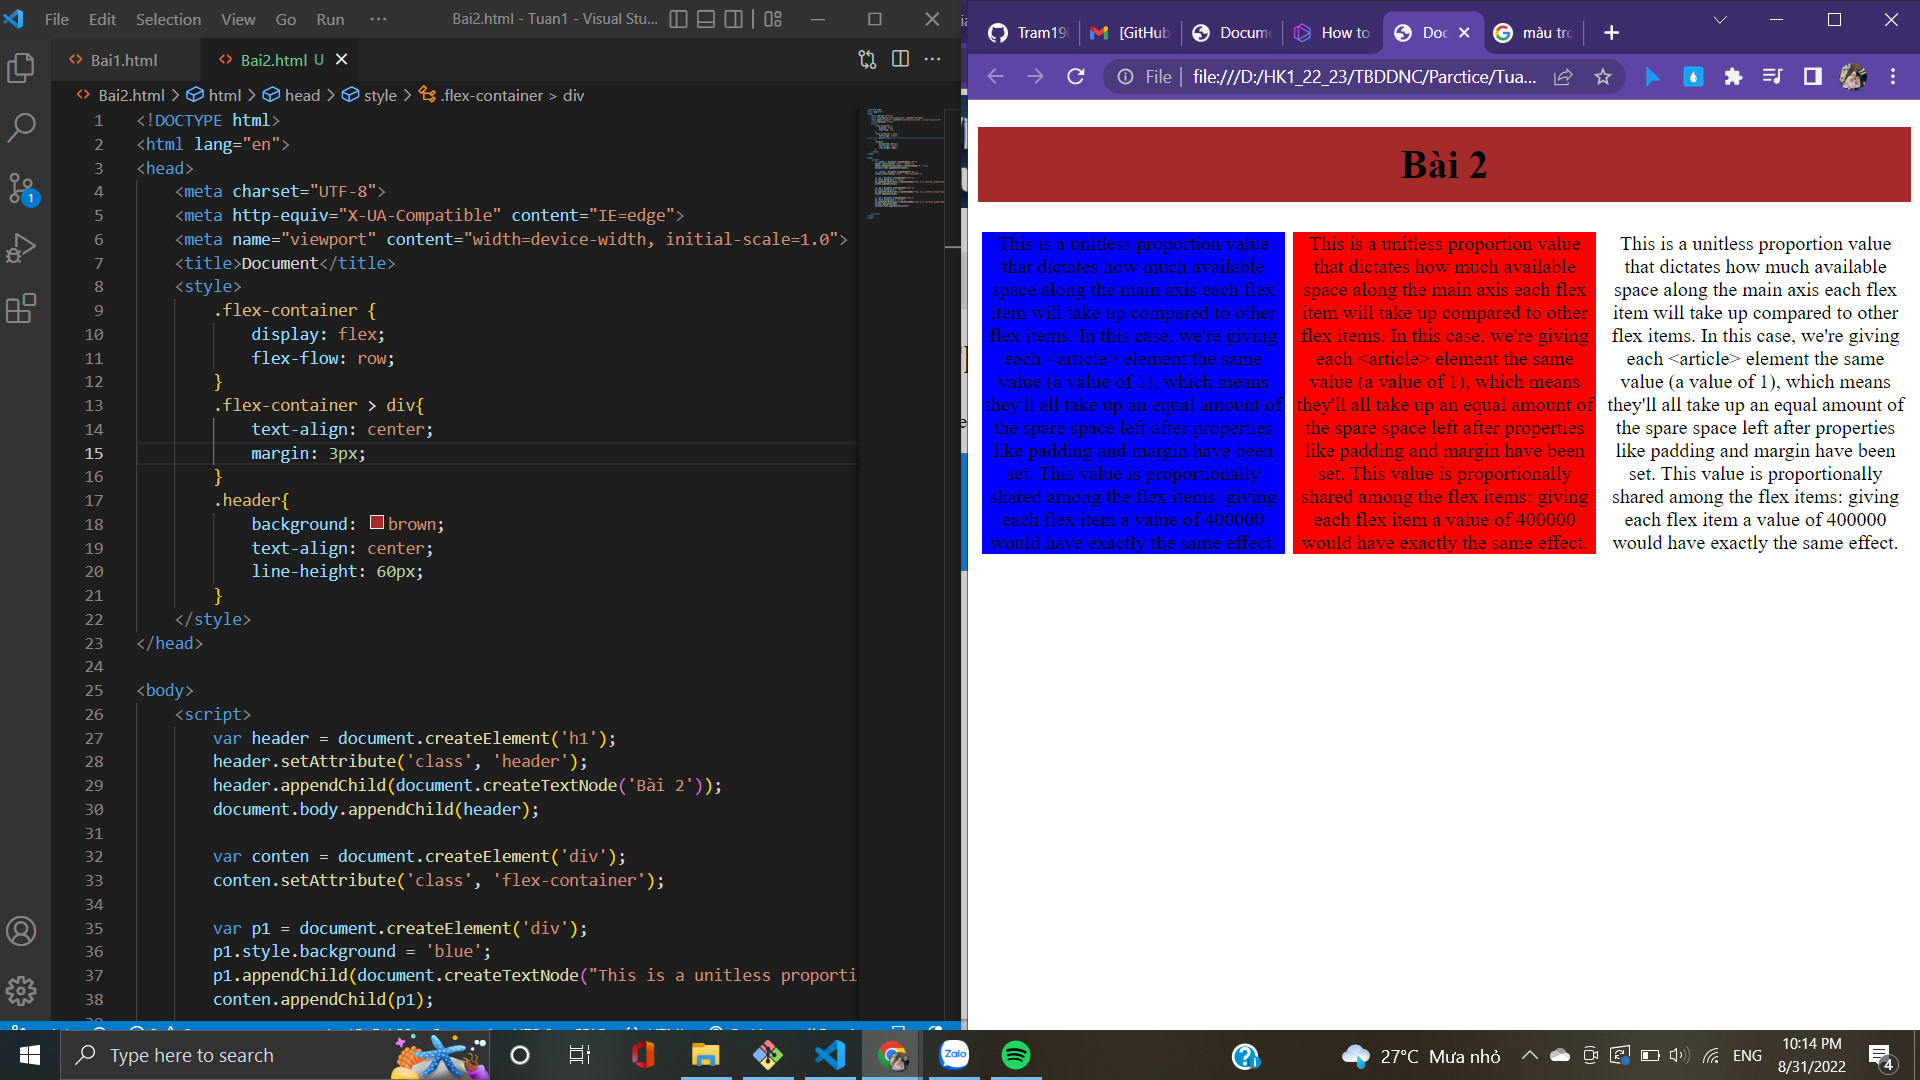 File Edit Selection View Go Run ··· Bai2.html - Tuan1 - Visual Stu...
Bai1.html Bai2.html U
Bai2.html > html > head > style > .flex-container > div
1 <!DOCTYPE html>
2 <html lang="en">
3 <head>
4 <meta charset="UTF-8">
5 <meta http-equiv="X-UA-Compatible" content="IE=edge">
6 <meta name="viewport" content="width=device-width, initial-scale=1.0">
7 <title>Document</title>
8 <style>
9 .flex-container {
10 display: flex;
11 flex-flow: row;
12 }
13 .flex-container > div{
14 text-align: center;
15 margin: 3px;
16 }
17 .header{
18 background: brown;
19 text-align: center;
20 line-height: 60px;
21 }
22 </style>
23 </head>
24
25 <body>
26 <script>
27 var header = document.createElement('h1');
28 header.setAttribute('class', 'header');
29 header.appendChild(document.createTextNode('Bài 2'));
30 document.body.appendChild(header);
31
32 var conten = document.createElement('div');
33 conten.setAttribute('class', 'flex-container');
34
35 var p1 = document.createElement('div');
36 p1.style.background = 'blue';
37 p1.appendChild(document.createTextNode("This is a unitless proporti
38 conten.appendChild(p1);
1
Tram190 [GitHub Docum How to Doc màu trc
File file:///D:/HK1_22_23/TBDDNC/Parctice/Tua...
Bài 2
This is a unitless proportion value
that dictates how much available
space along the main axis each flex
item will take up compared to other
flex items. In this case, we're giving
each <article> element the same
value (a value of 1), which means
they'll all take up an equal amount of
the spare space left after properties
like padding and margin have been
set. This value is proportionally
shared among the flex items: giving
each flex item a value of 400000
would have exactly the same effect.
This is a unitless proportion value
that dictates how much available
space along the main axis each flex
item will take up compared to other
flex items. In this case, we're giving
each <article> element the same
value (a value of 1), which means
they'll all take up an equal amount of
the spare space left after properties
like padding and margin have been
set. This value is proportionally
shared among the flex items: giving
each flex item a value of 400000
would have exactly the same effect.
This is a unitless proportion value
that dictates how much available
space along the main axis each flex
item will take up compared to other
flex items. In this case, we're giving
each <article> element the same
value (a value of 1), which means
they'll all take up an equal amount of
the spare space left after properties
like padding and margin have been
set. This value is proportionally
shared among the flex items: giving
each flex item a value of 400000
would have exactly the same effect.
Type here to search
Zalo
27°C Mưa nhỏ
ENG
10:14 PM
8/31/2022
4